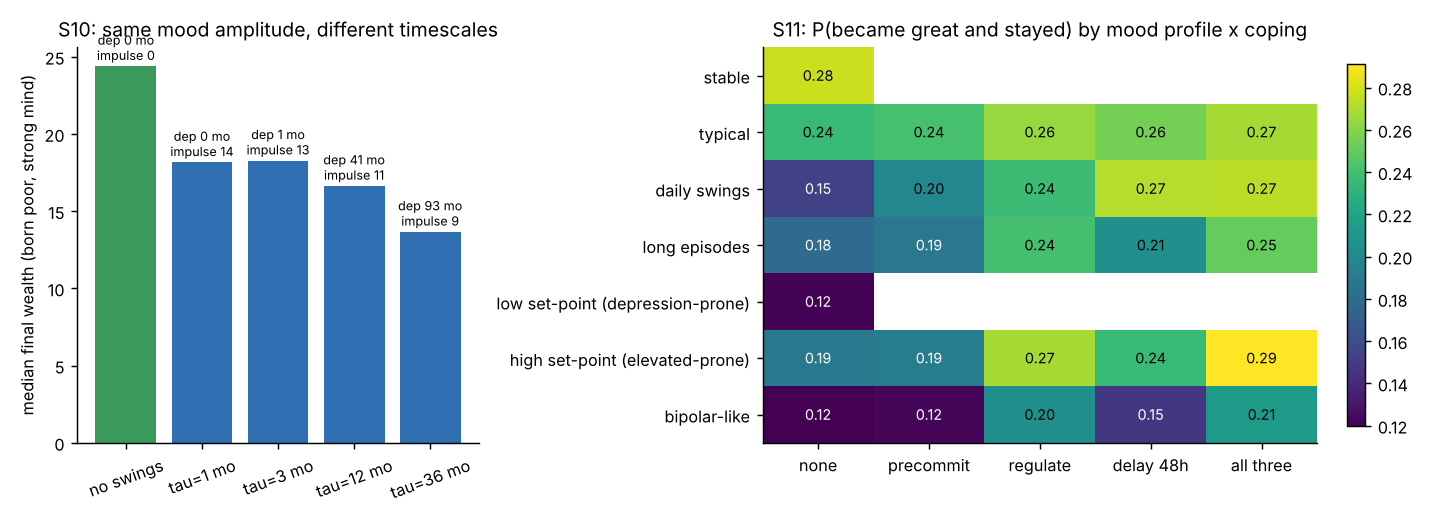 S10: same mood amplitude, different timescales
dep 0 mo
impulse 0
dep 0 mo
impulse 14
dep 1 mo
impulse 13
dep 41 mo
impulse 11
dep 93 mo
impulse 9
median final wealth (born poor, strong mind)
25
20
15
10
5
0
no swings
tau=1 mo
tau=3 mo
tau=12 mo
tau=36 mo
S11: P(became great and stayed) by mood profile x coping
stable 0.28
typical 0.24 0.24 0.26 0.26 0.27
daily swings 0.15 0.20 0.24 0.27 0.27
long episodes 0.18 0.19 0.24 0.21 0.25
low set-point (depression-prone) 0.12
high set-point (elevated-prone) 0.19 0.19 0.27 0.24 0.29
bipolar-like 0.12 0.12 0.20 0.15 0.21
none precommit regulate delay 48h all three
0.28
0.26
0.24
0.22
0.20
0.18
0.16
0.14
0.12